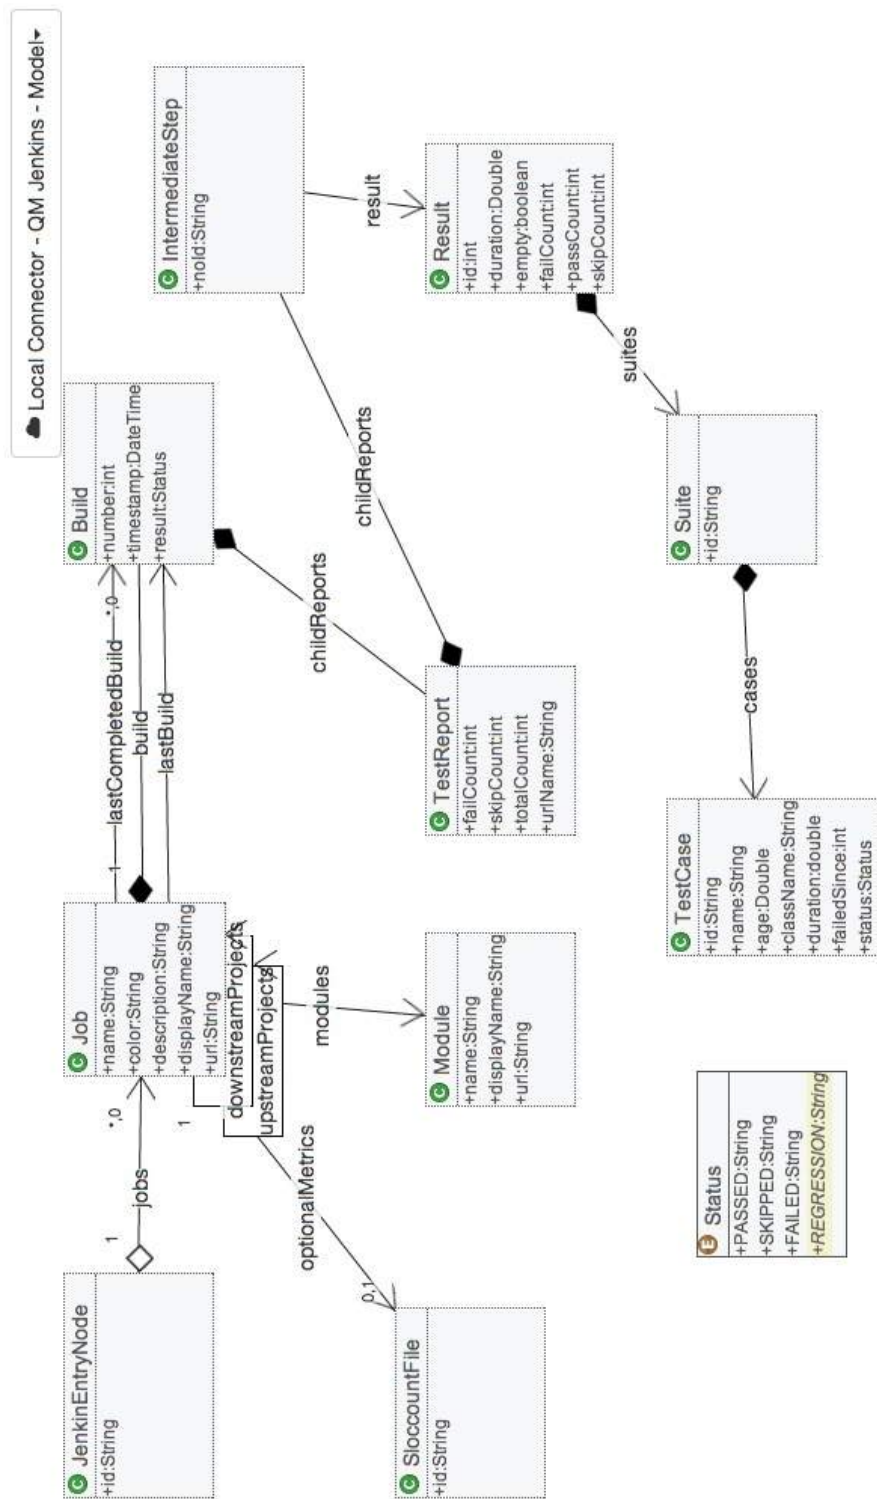 Local Connector - QM Jenkins - Model
JenkinEntryNode
+id:String
1
jobs
*,0
Job
+name:String
+color:String
+description:String
+displayName:String
+url:String
1
lastCompletedBuild
*,0
build
lastBuild
Build
+number:int
+timestamp:DateTime
+result:Status
1
downstreamProjects
upstreamProjects
optionalMetrics
0,1
modules
childReports
childReports
IntermediateStep
+noId:String
result
SloccountFile
+id:String
Module
+name:String
+displayName:String
+url:String
TestReport
+failCount:int
+skipCount:int
+totalCount:int
+urlName:String
Result
+id:int
+duration:Double
+empty:boolean
+failCount:int
+passCount:int
+skipCount:int
suites
Status
+PASSED:String
+SKIPPED:String
+FAILED:String
+REGRESSION:String
TestCase
+id:String
+name:String
+age:Double
+className:String
+duration:double
+failedSince:int
+status:Status
cases
Suite
+id:String